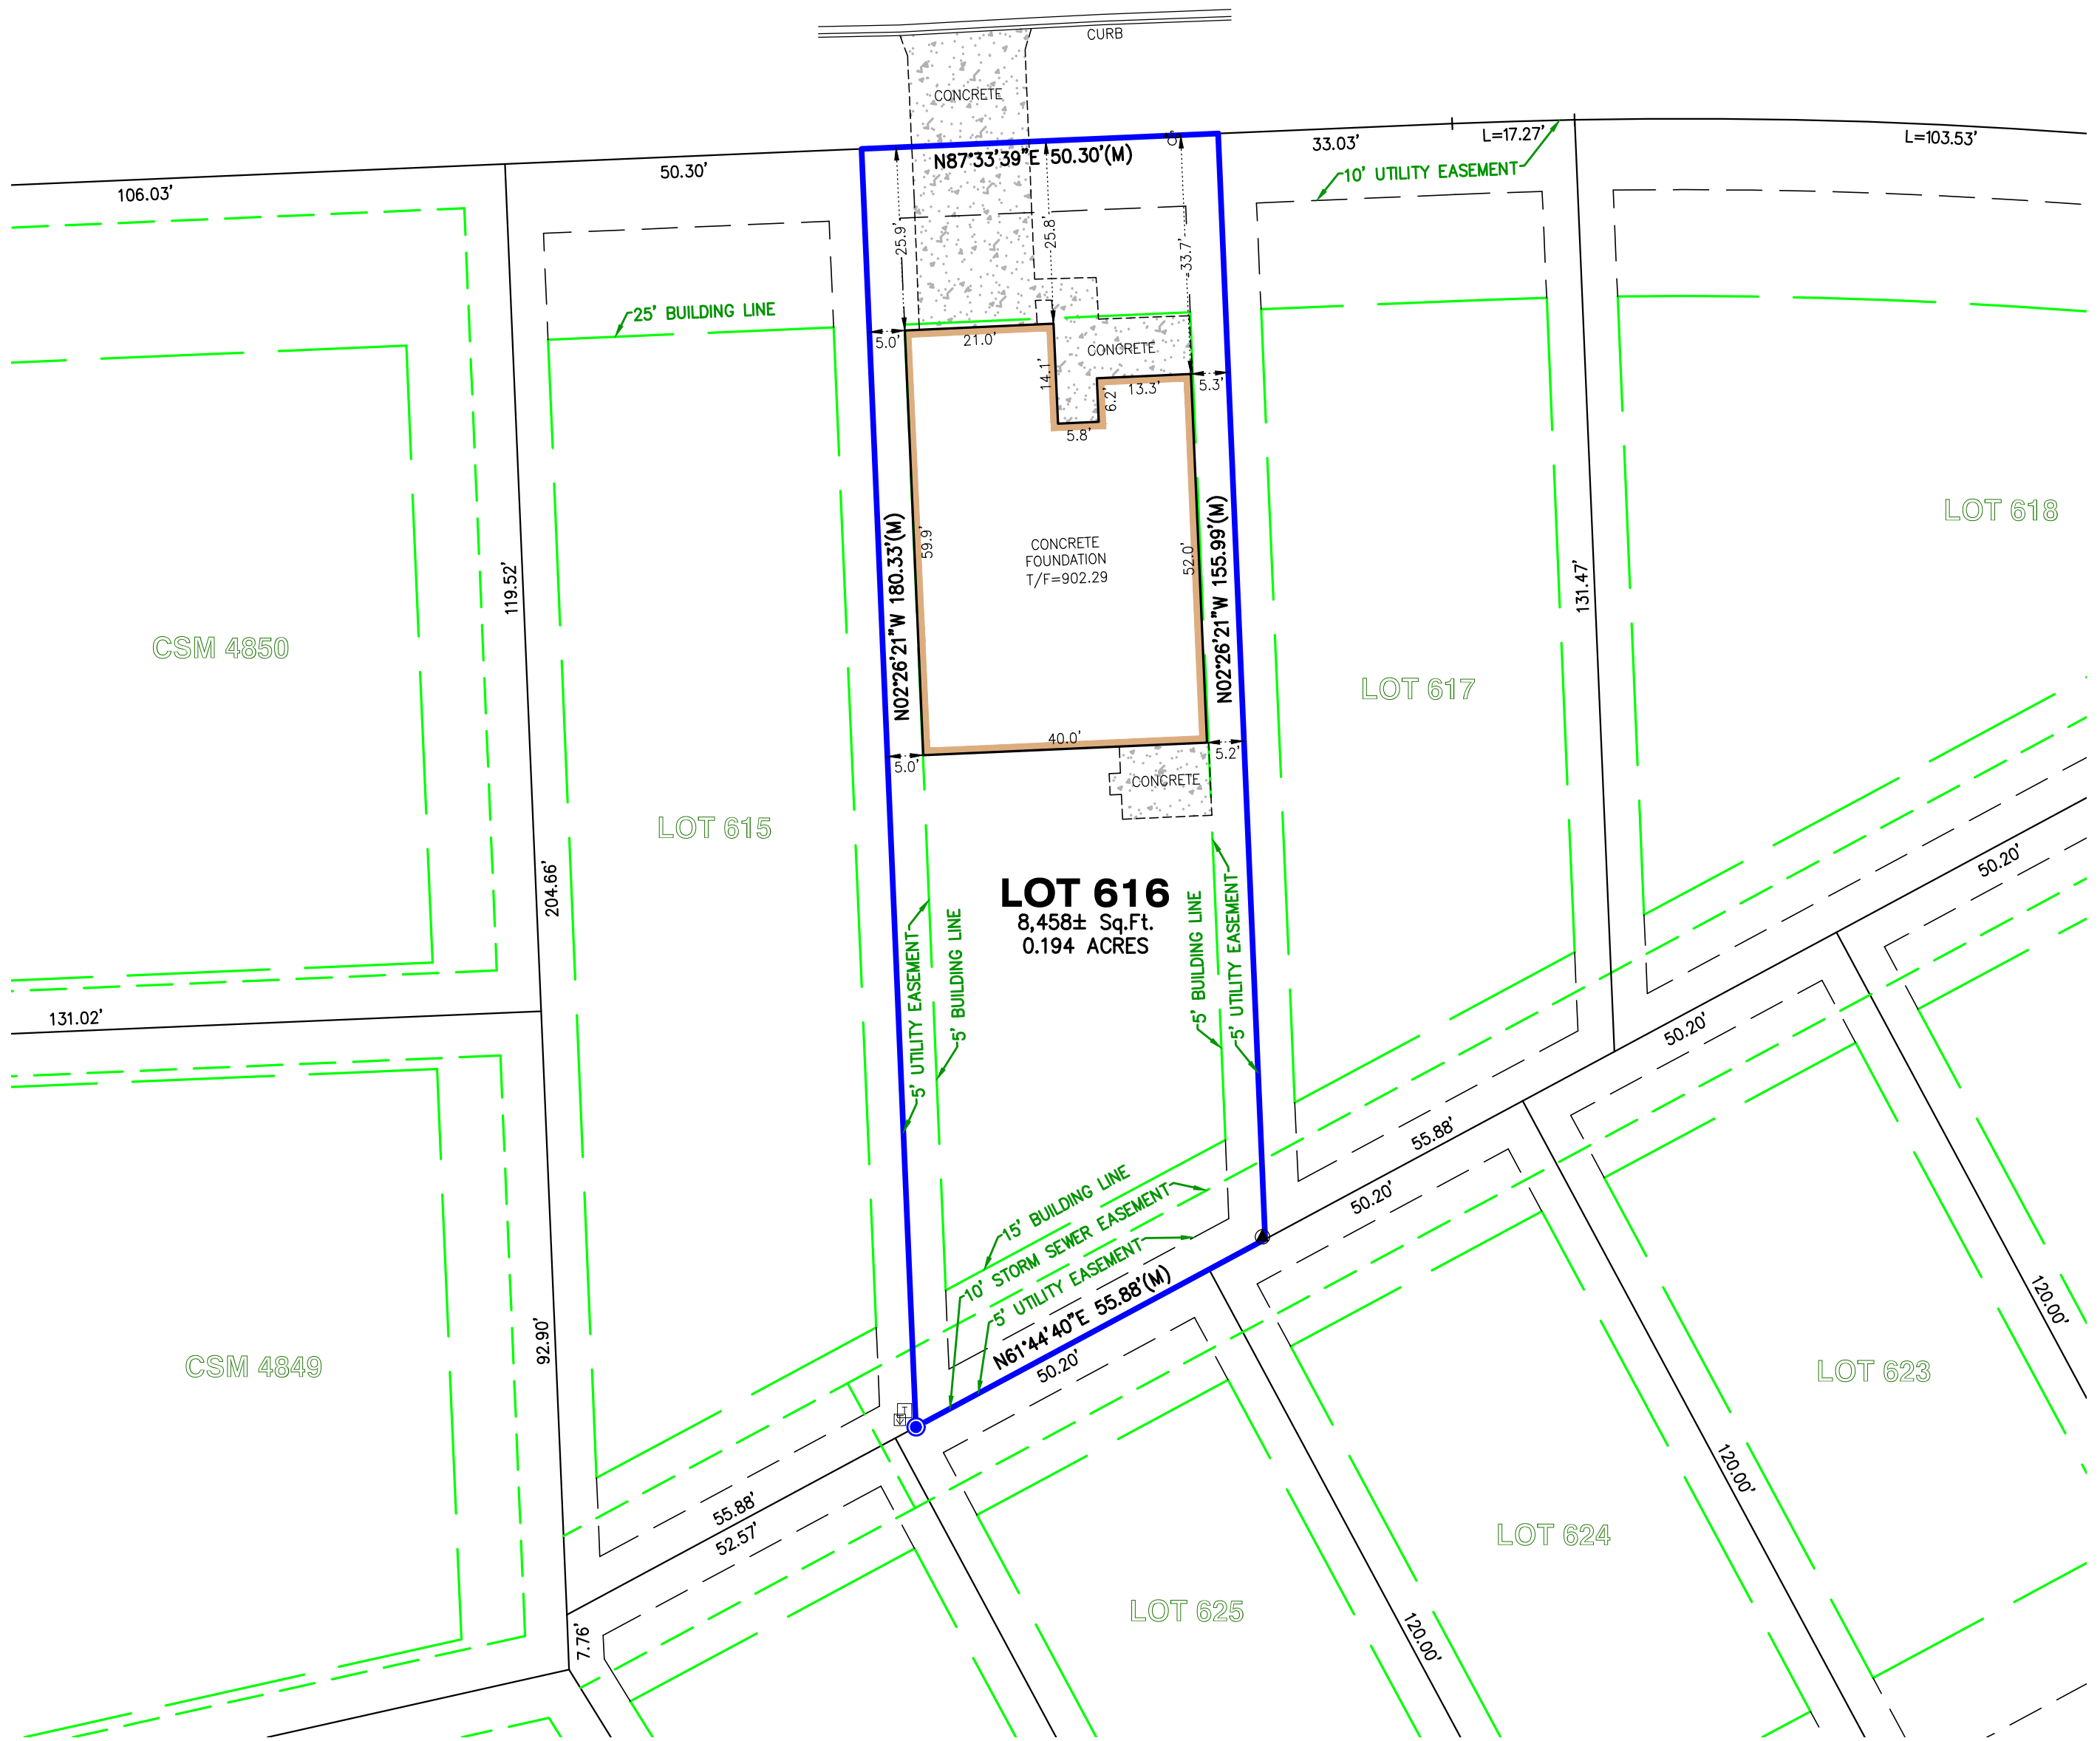 CURB
CONCRETE
106.03'
50.30'
N87°33'39"E 50.30'(M)
33.03'
L=17.27'
L=103.53'
10' UTILITY EASEMENT
25.9'
25.8'
33.7'
25' BUILDING LINE
5.0'
21.0'
14.1'
CONCRETE
5.3'
13.3'
6.2'
5.8'
LOT 618
CONCRETE
FOUNDATION
T/F=902.29
59.9'
52.0'
N02°26'21"W 180.33'(M)
N02°26'21"W 155.99'(M)
119.52'
131.47'
CSM 4850
LOT 617
40.0'
5.0'
5.2'
CONCRETE
LOT 615
204.66'
LOT 616
8,458± Sq.Ft.
0.194 ACRES
5' UTILITY EASEMENT
5' BUILDING LINE
5' BUILDING LINE
5' UTILITY EASEMENT
50.20'
131.02'
50.20'
55.88'
50.20'
15' BUILDING LINE
10' STORM SEWER EASEMENT
5' UTILITY EASEMENT
N61°44'40"E 55.88'(M)
50.20'
92.90'
CSM 4849
120.00'
LOT 623
T
55.88'
52.57'
120.00'
LOT 624
LOT 625
120.00'
7.76'